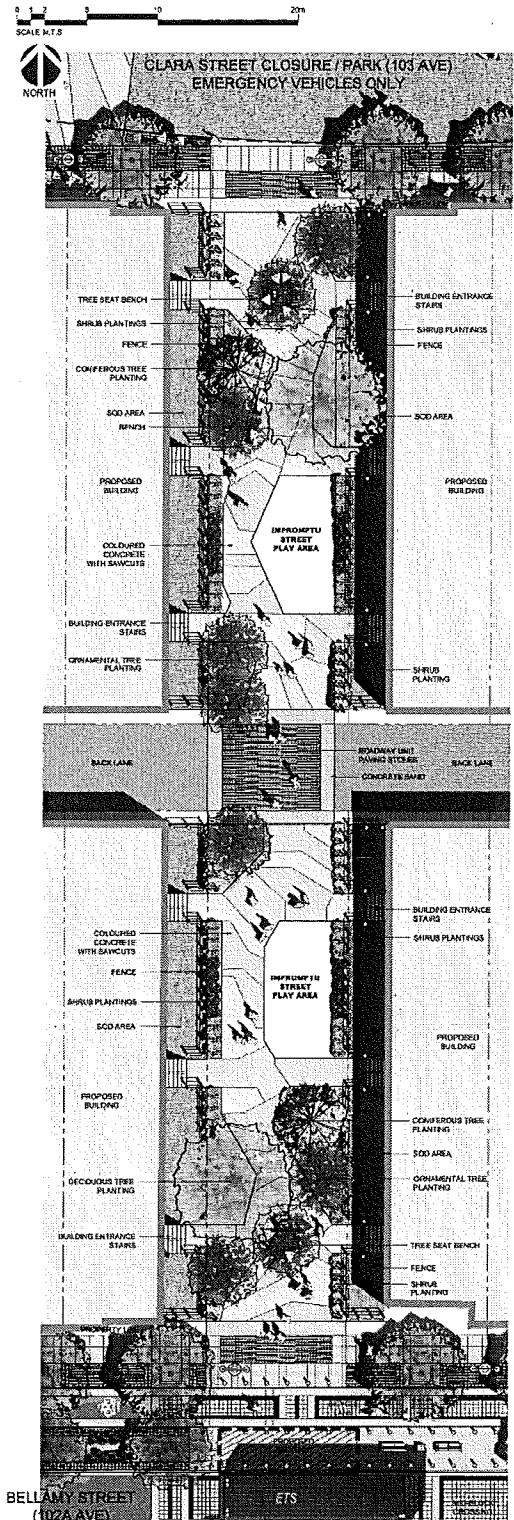 0 1 2 5 10 20m
SCALE N.T.S
NORTH
CLARA STREET CLOSURE / PARK (103 AVE)
EMERGENCY VEHICLES ONLY
TREE SEAT BENCH
SHRUB PLANTINGS
FENCE
CONIFEROUS TREE
PLANTING
SOD AREA
BENCH
PROPOSED
BUILDING
COLOURED
CONCRETE
WITH SAWCUTS
BUILDING ENTRANCE
STAIRS
ORNAMENTAL TREE
PLANTING
BUILDING ENTRANCE
STAIRS
SHRUB PLANTINGS
FENCE
SOD AREA
PROPOSED
BUILDING
IMPROMPTU
STREET
PLAY AREA
SHRUB
PLANTING
BACK LANE
ROADWAY UNIT
PAVING STONES
CONCRETE BAND
BACK LANE
COLOURED
CONCRETE
WITH SAWCUTS
FENCE
SHRUB PLANTINGS
SOD AREA
PROPOSED
BUILDING
DECIDUOUS TREE
PLANTING
BUILDING ENTRANCE
STAIRS
IMPROMPTU
STREET
PLAY AREA
BUILDING ENTRANCE
STAIRS
SHRUB PLANTINGS
PROPOSED
BUILDING
CONIFEROUS TREE
PLANTING
SOD AREA
ORNAMENTAL TREE
PLANTING
TREE SEAT BENCH
FENCE
SHRUB
PLANTING
PROPERTY
ETS
BELLAMY STREET
(102A AVE)